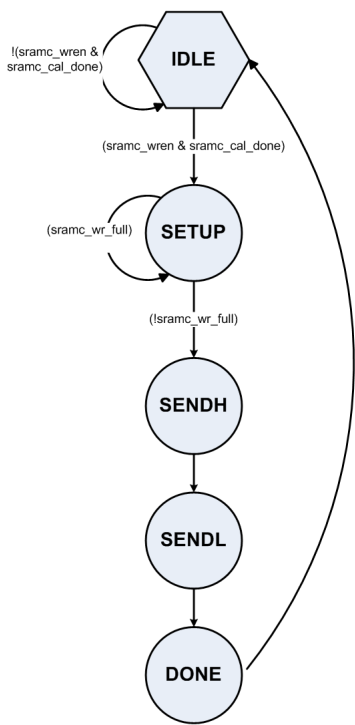 !(sramc_wren &
sramc_cal_done)
IDLE
(sramc_wren & sramc_cal_done)
(sramc_wr_full)
SETUP
(!sramc_wr_full)
SENDH
SENDL
DONE